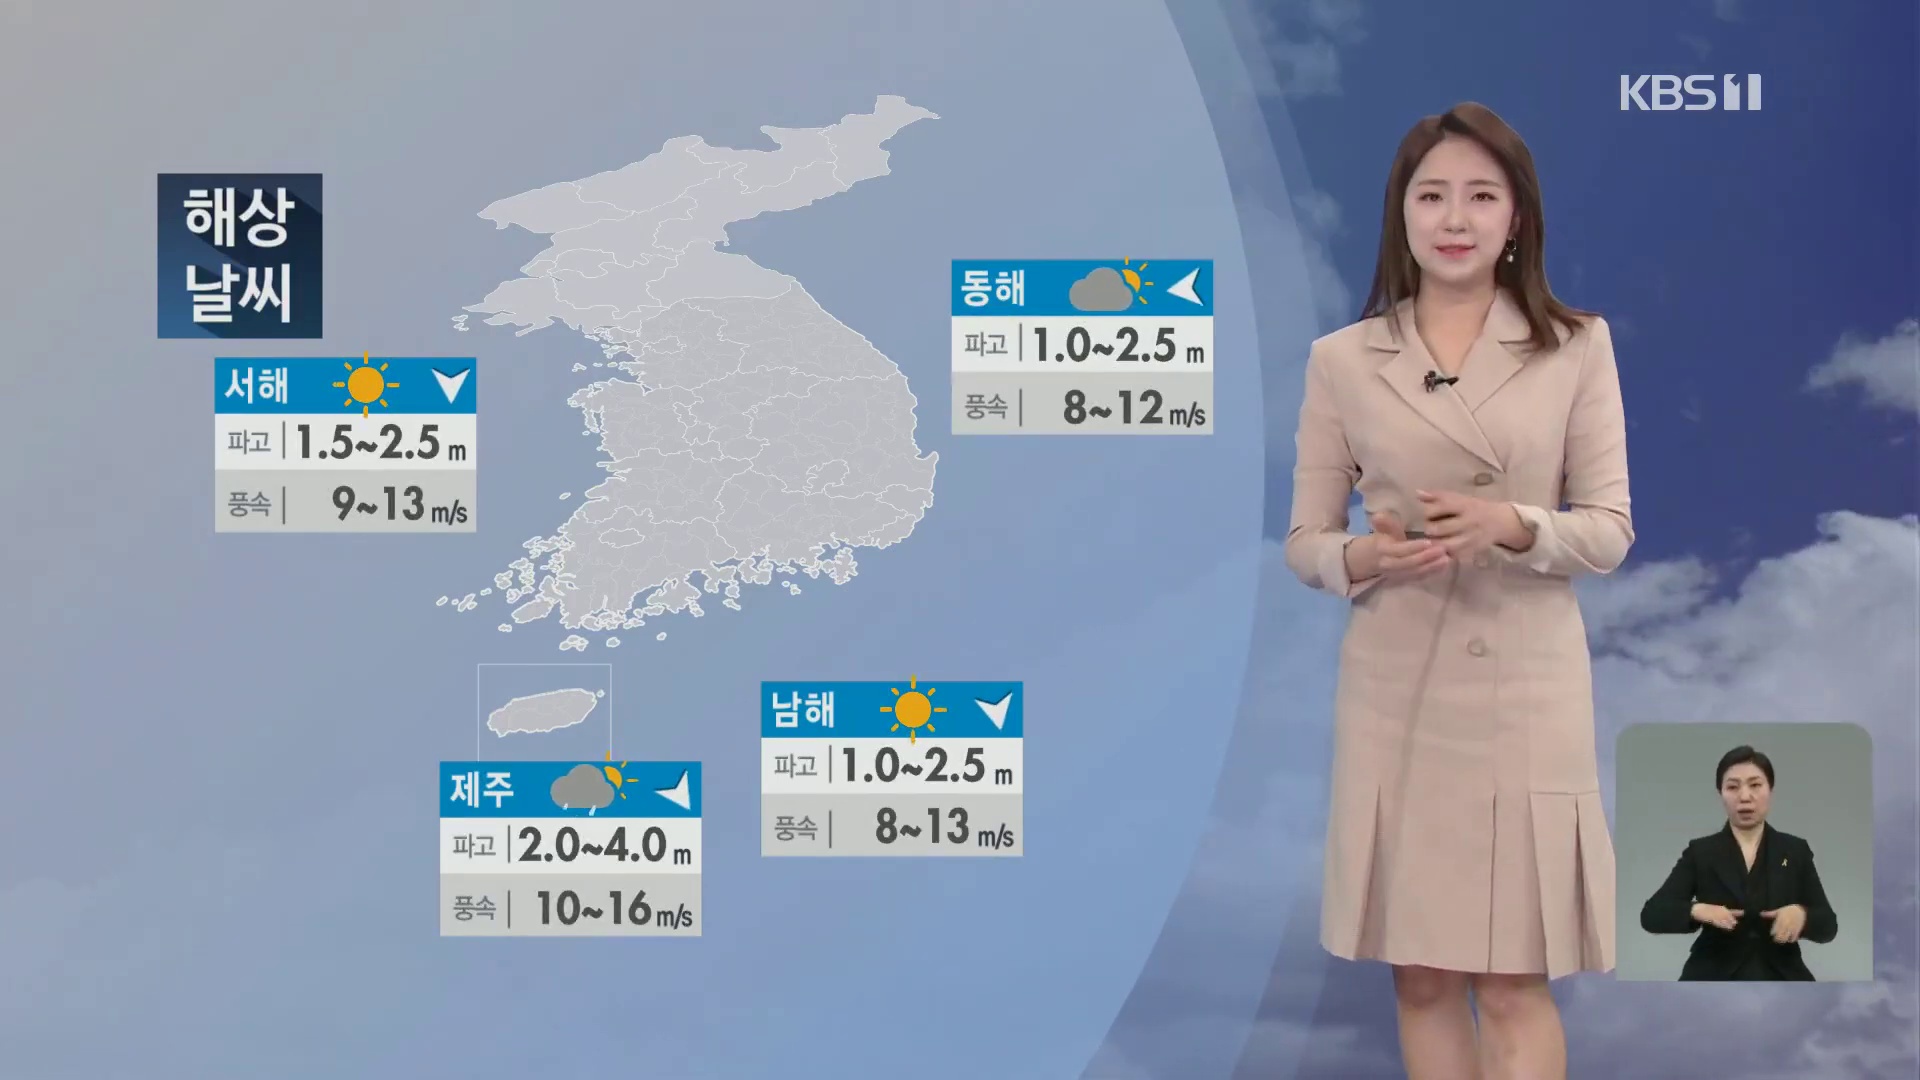 KBS 1
해상
날씨
동해
파고 1.0~2.5 m
풍속 8~12 m/s
서해
파고 1.5~2.5 m
풍속 9~13 m/s
남해
파고 1.0~2.5 m
풍속 8~13 m/s
제주
파고 2.0~4.0 m
풍속 10~16 m/s